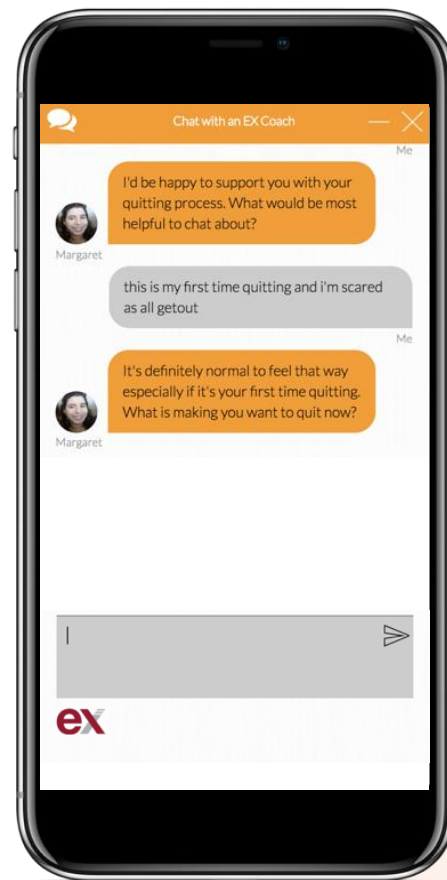 Chat with an EX Coach
Me
I'd be happy to support you with your
quitting process. What would be most
helpful to chat about?
Margaret
this is my first time quitting and i'm scared
as all getout
Me
It's definitely normal to feel that way
especially if it's your first time quitting.
What is making you want to quit now?
Margaret
ex